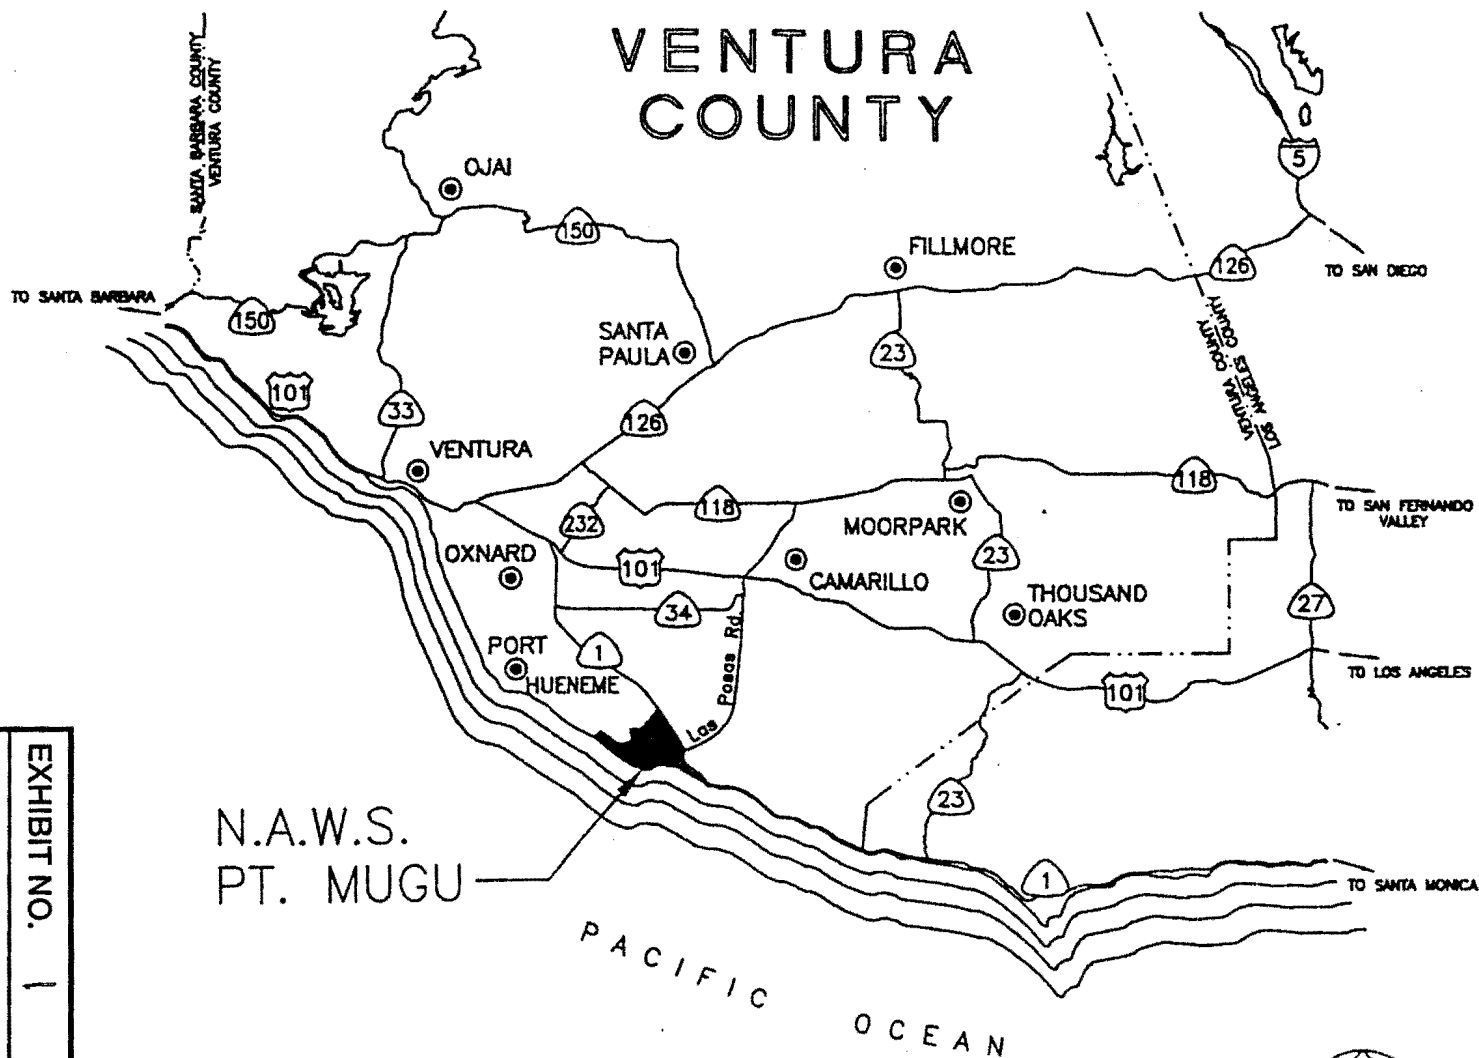 VENTURA
COUNTY
SANTA BARBARA COUNTY
VENTURA COUNTY
OJAI
5
150
FILLMORE
126
TO SAN DIEGO
TO SANTA BARBARA
150
SANTA
PAULA
23
VENTURA COUNTY
LOS ANGELES COUNTY
101
33
126
VENTURA
118
118
TO SAN FERNANDO
VALLEY
232
MOORPARK
OXNARD
101
CAMARILLO
23
THOUSAND
OAKS
27
34
PORT
HUENEME
1
Las Posas Rd.
101
TO LOS ANGELES
EXHIBIT NO. 1
N.A.W.S.
PT. MUGU
23
1
TO SANTA MONICA
PACIFIC OCEAN